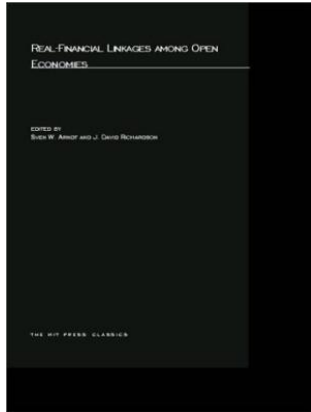 REAL-FINANCIAL LINKAGES AMONG OPEN
ECONOMIES
EDITED BY
SVEN W. ARNDT AND J. DAVID RICHARDSON
THE MIT PRESS CLASSICS